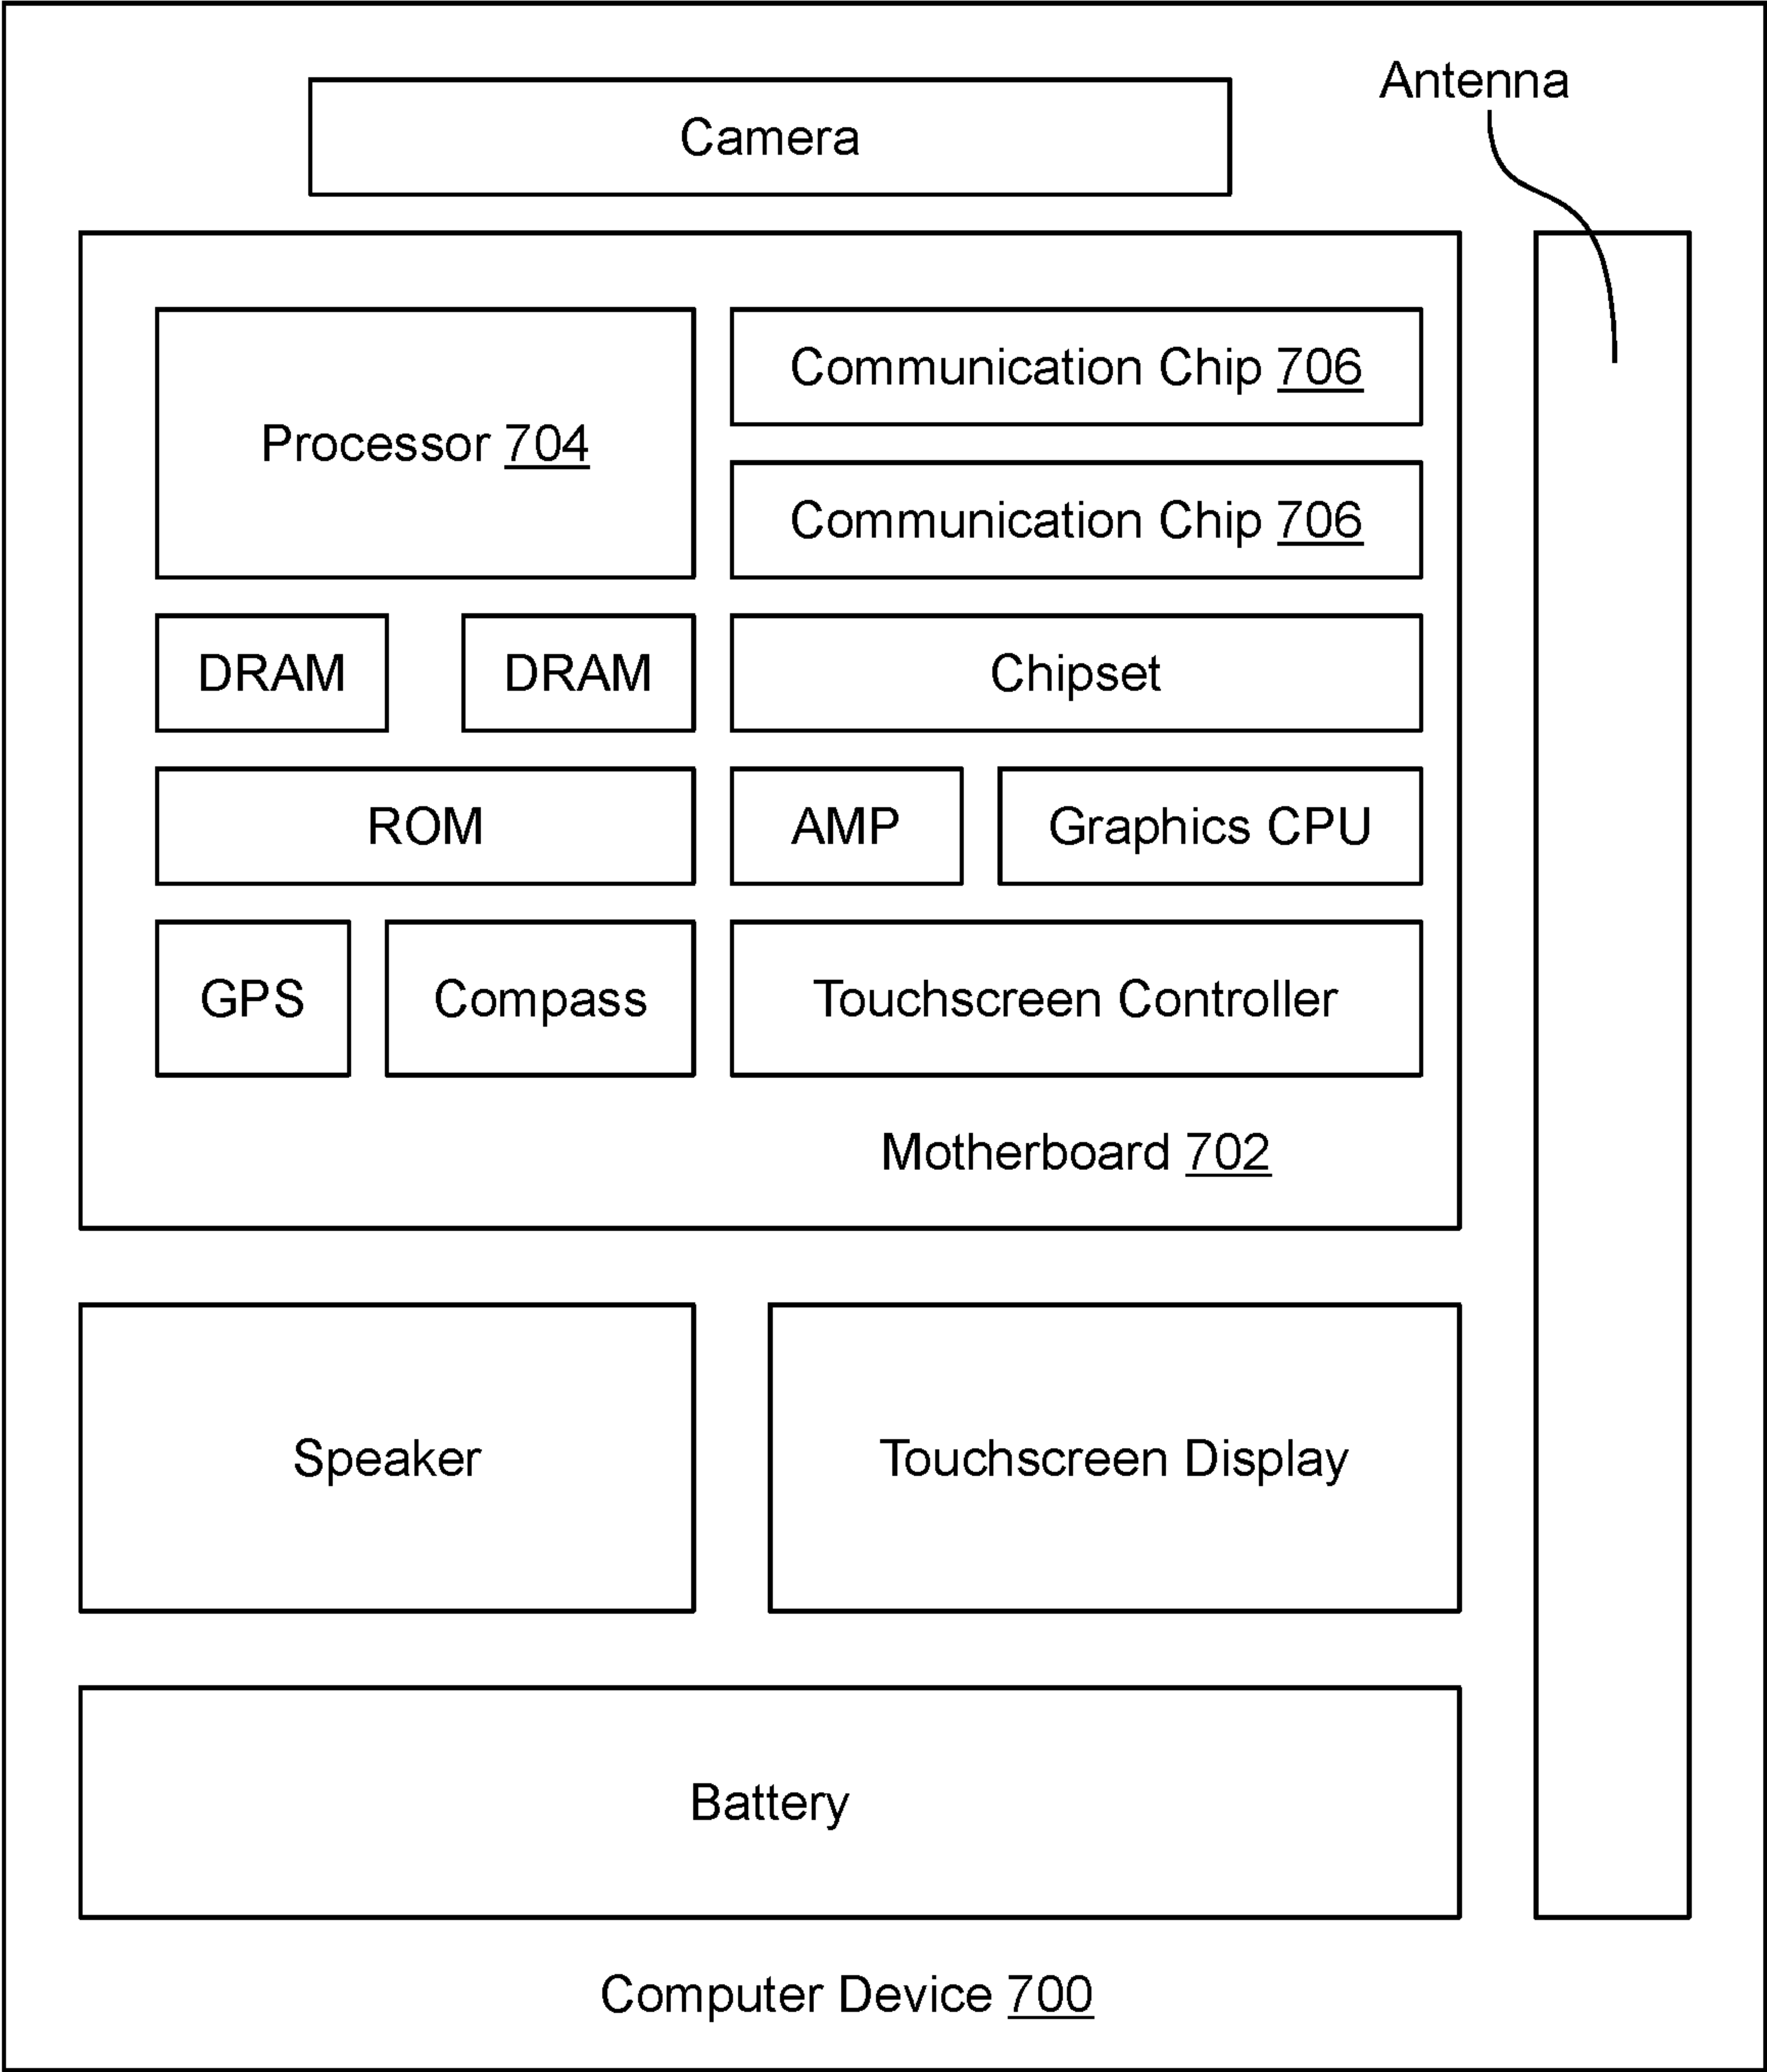 Antenna
Camera
Processor 704
Communication Chip 706
Communication Chip 706
DRAM
DRAM
Chipset
ROM
AMP
Graphics CPU
GPS
Compass
Touchscreen Controller
Motherboard 702
Speaker
Touchscreen Display
Battery
Computer Device 700